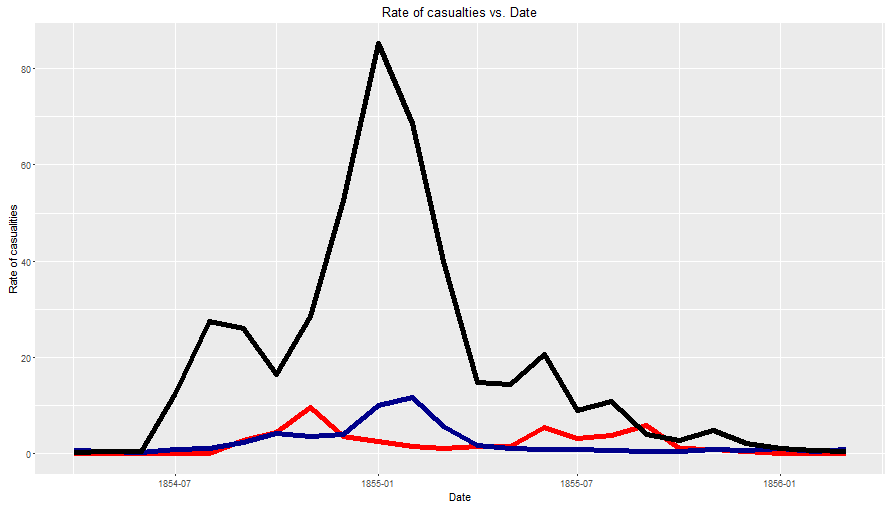 Rate of casualties vs. Date
Rate of casualities
80
60
40
20
0
1854-07 1855-01 1855-07 1856-01
Date